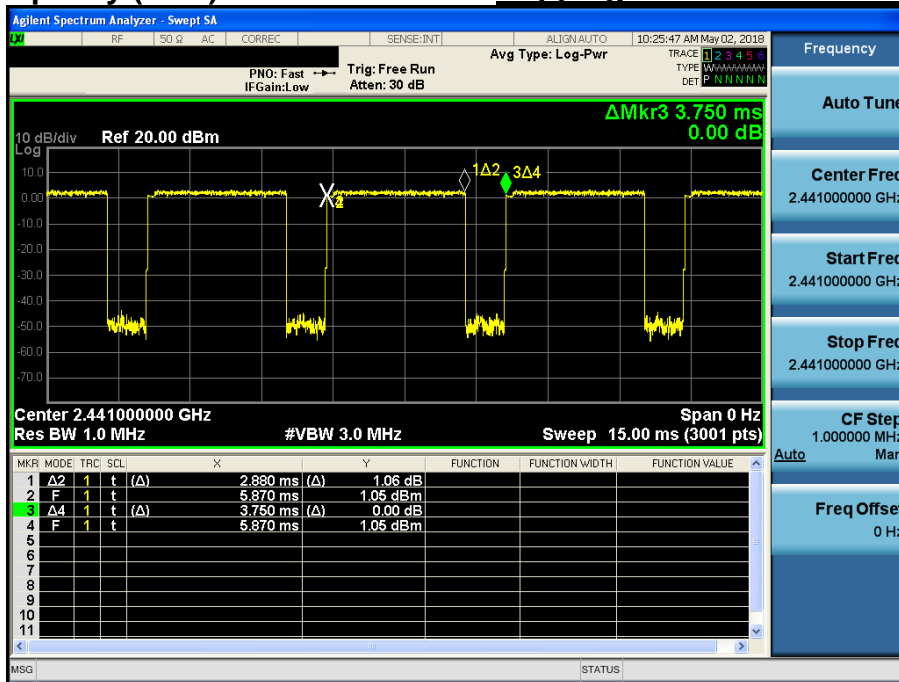 Agilent Spectrum Analyzer - Swept SA
LXI RF 50 Ω AC CORREC SENSE:INT ALIGN AUTO 10:25:47 AM May 02, 2018
Avg Type: Log-Pwr
TRACE 1 2 3 4 5 6
TYPE WWWWWW
DET P N N N N N
PNO: Fast
IFGain:Low
Trig: Free Run
Atten: 30 dB
ΔMkr3 3.750 ms
0.00 dB
10 dB/div Ref 20.00 dBm
Log
10.0
0.00
-10.0
-20.0
-30.0
-40.0
-50.0
-60.0
-70.0
1Δ2
3Δ4
Center 2.441000000 GHz Span 0 Hz
Res BW 1.0 MHz #VBW 3.0 MHz Sweep 15.00 ms (3001 pts)
MKR MODE TRC SCL X Y FUNCTION FUNCTION WIDTH FUNCTION VALUE
1 Δ2 1 t (Δ) 2.880 ms (Δ) 1.06 dB
2 F 1 t 5.870 ms 1.05 dBm
3 Δ4 1 t (Δ) 3.750 ms (Δ) 0.00 dB
4 F 1 t 5.870 ms 1.05 dBm
5
6
7
8
9
10
11
MSG STATUS
Frequency
Auto Tune
Center Freq
2.441000000 GHz
Start Freq
2.441000000 GHz
Stop Freq
2.441000000 GHz
CF Step
1.000000 MHz
Auto Man
Freq Offset
0 Hz